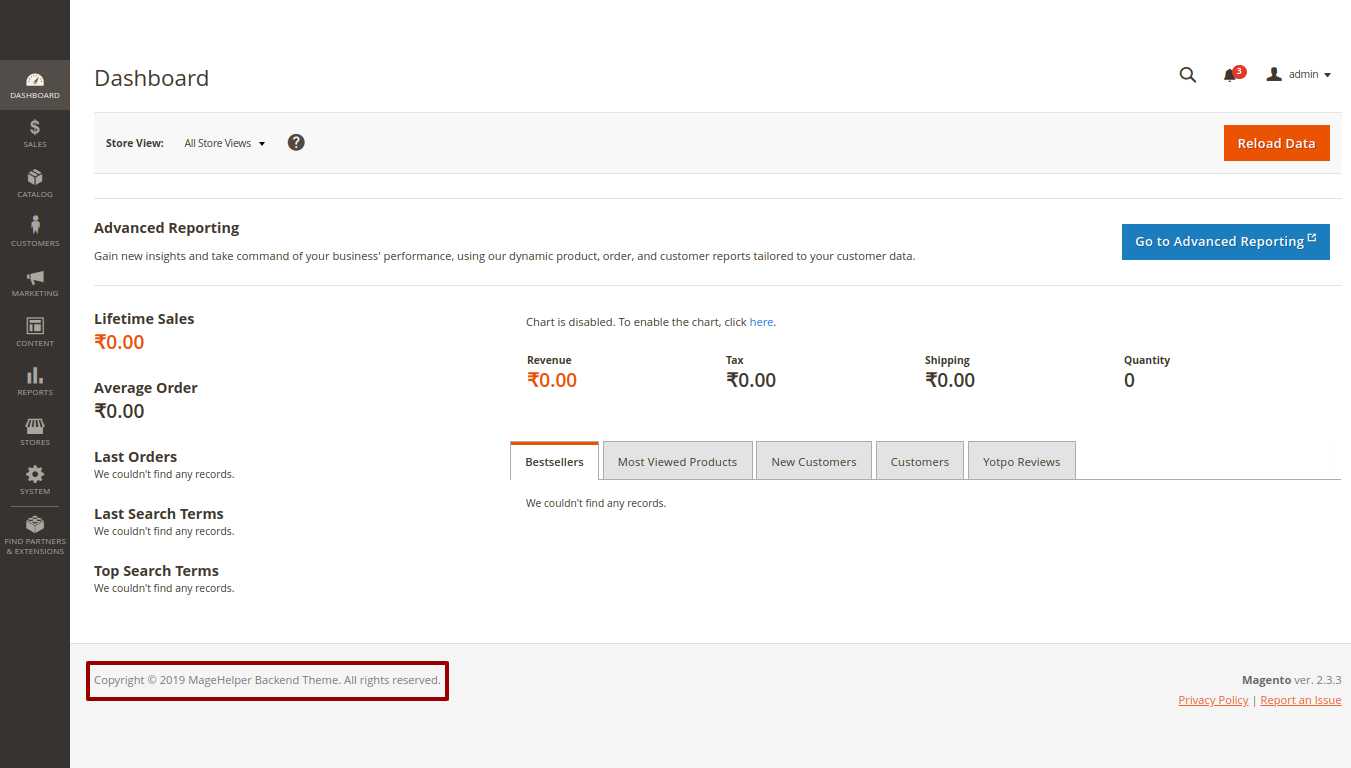 Dashboard
3
admin
DASHBOARD
SALES
CATALOG
CUSTOMERS
MARKETING
CONTENT
REPORTS
STORES
SYSTEM
FIND PARTNERS
& EXTENSIONS
Store View: All Store Views ?
Reload Data
Advanced Reporting
Gain new insights and take command of your business' performance, using our dynamic product, order, and customer reports tailored to your customer data.
Go to Advanced Reporting
Lifetime Sales
₹0.00
Average Order
₹0.00
Last Orders
We couldn't find any records.
Last Search Terms
We couldn't find any records.
Top Search Terms
We couldn't find any records.
Chart is disabled. To enable the chart, click here.
Revenue Tax Shipping Quantity
₹0.00 ₹0.00 ₹0.00 0
Bestsellers Most Viewed Products New Customers Customers Yotpo Reviews
We couldn't find any records.
Copyright © 2019 MageHelper Backend Theme. All rights reserved.
Magento ver. 2.3.3
Privacy Policy | Report an Issue